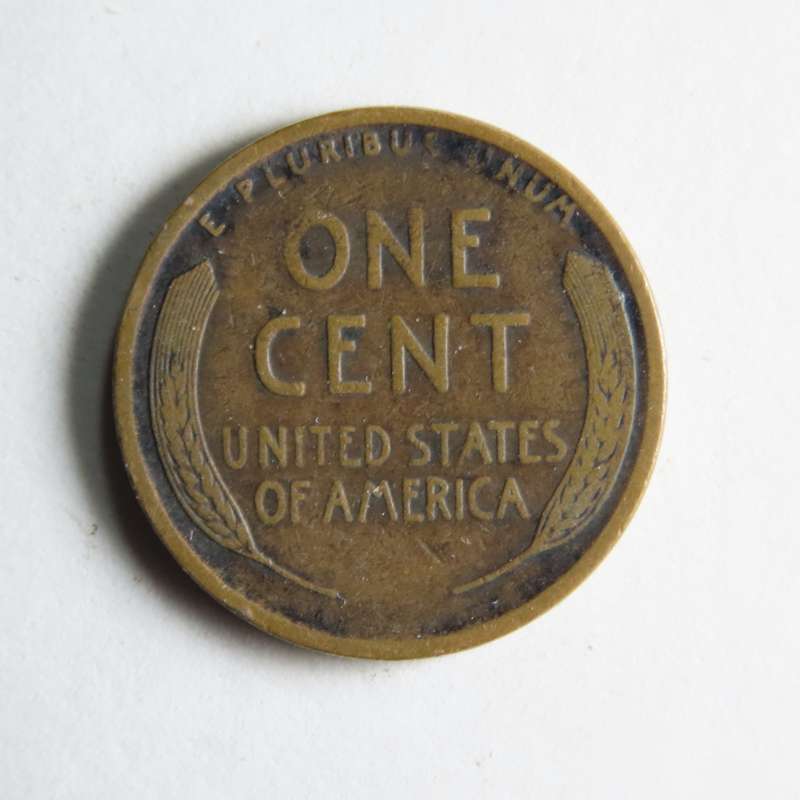 E·PLURIBUS·UNUM
ONE
CENT
UNITED STATES
OF AMERICA